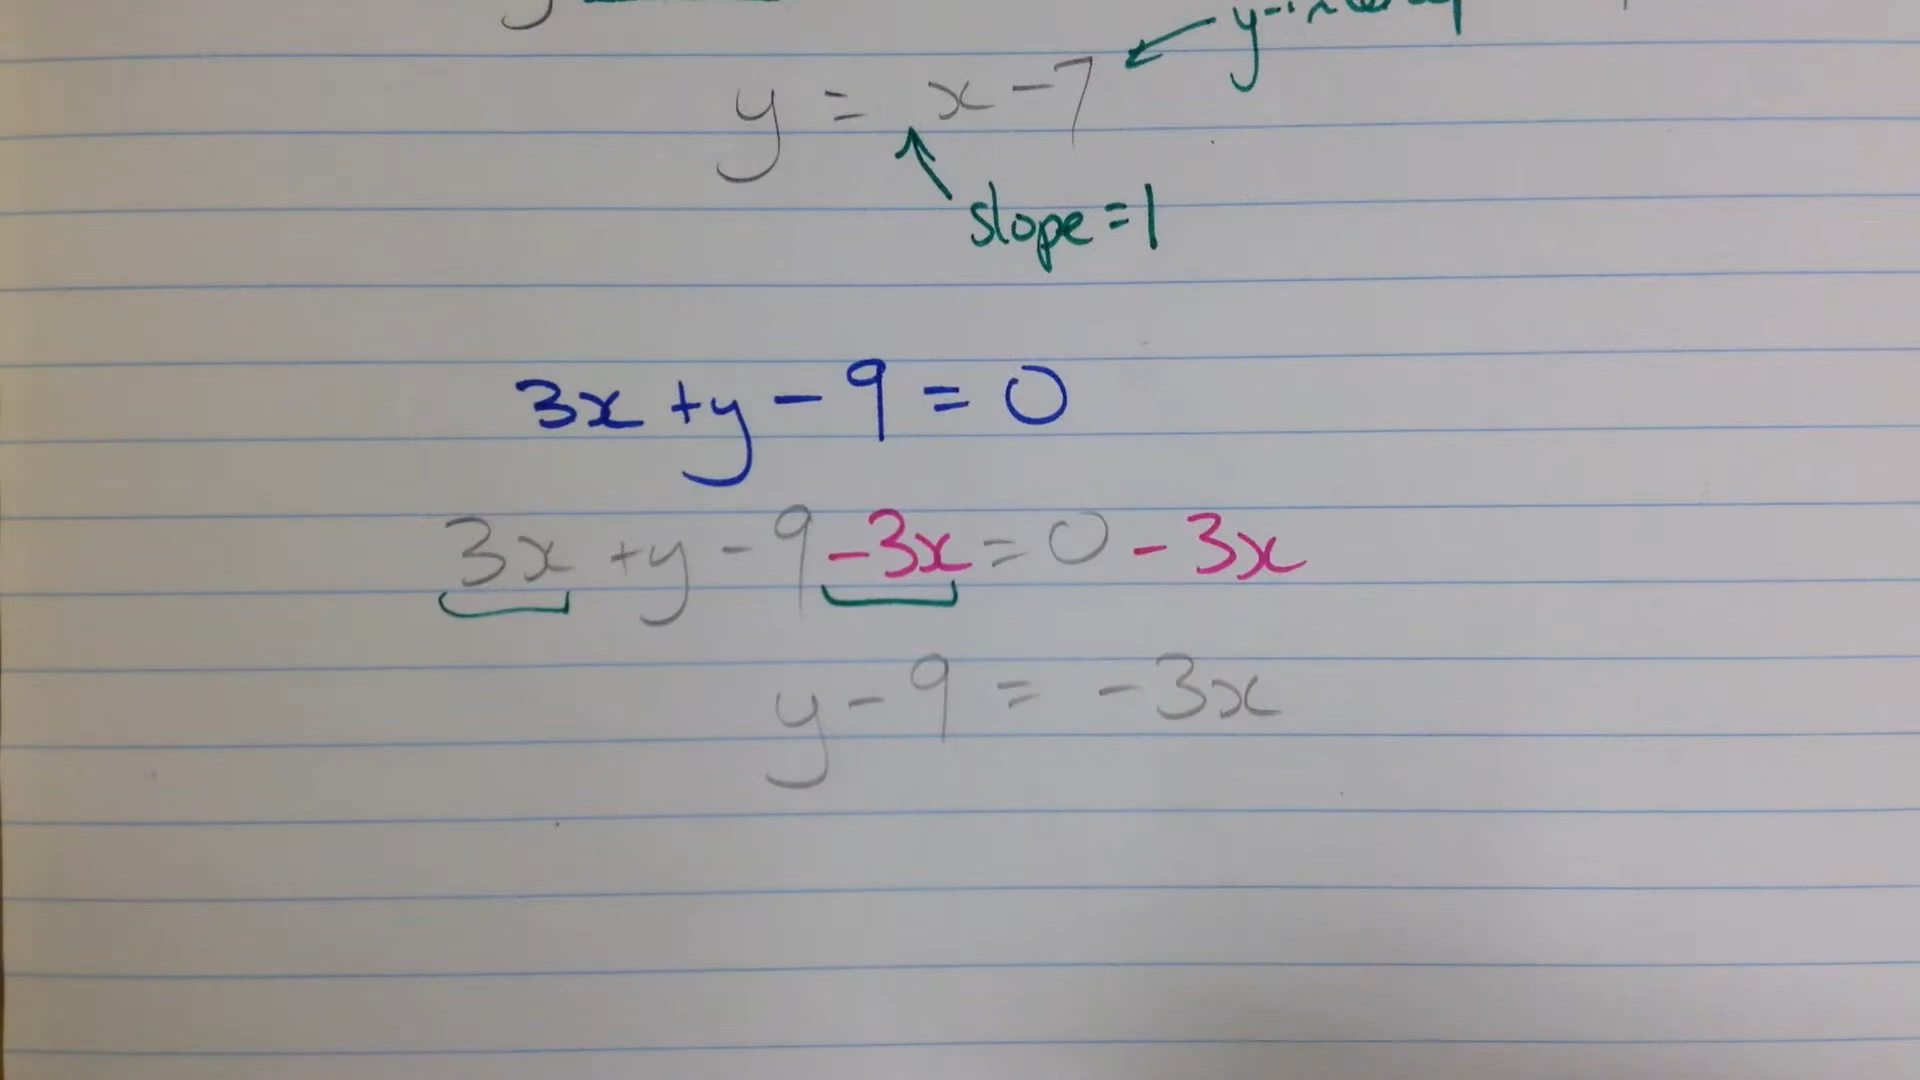 y = x - 7
slope = 1
3x + y - 9 = 0
3x + y - 9 - 3x = 0 - 3x
y - 9 = - 3x